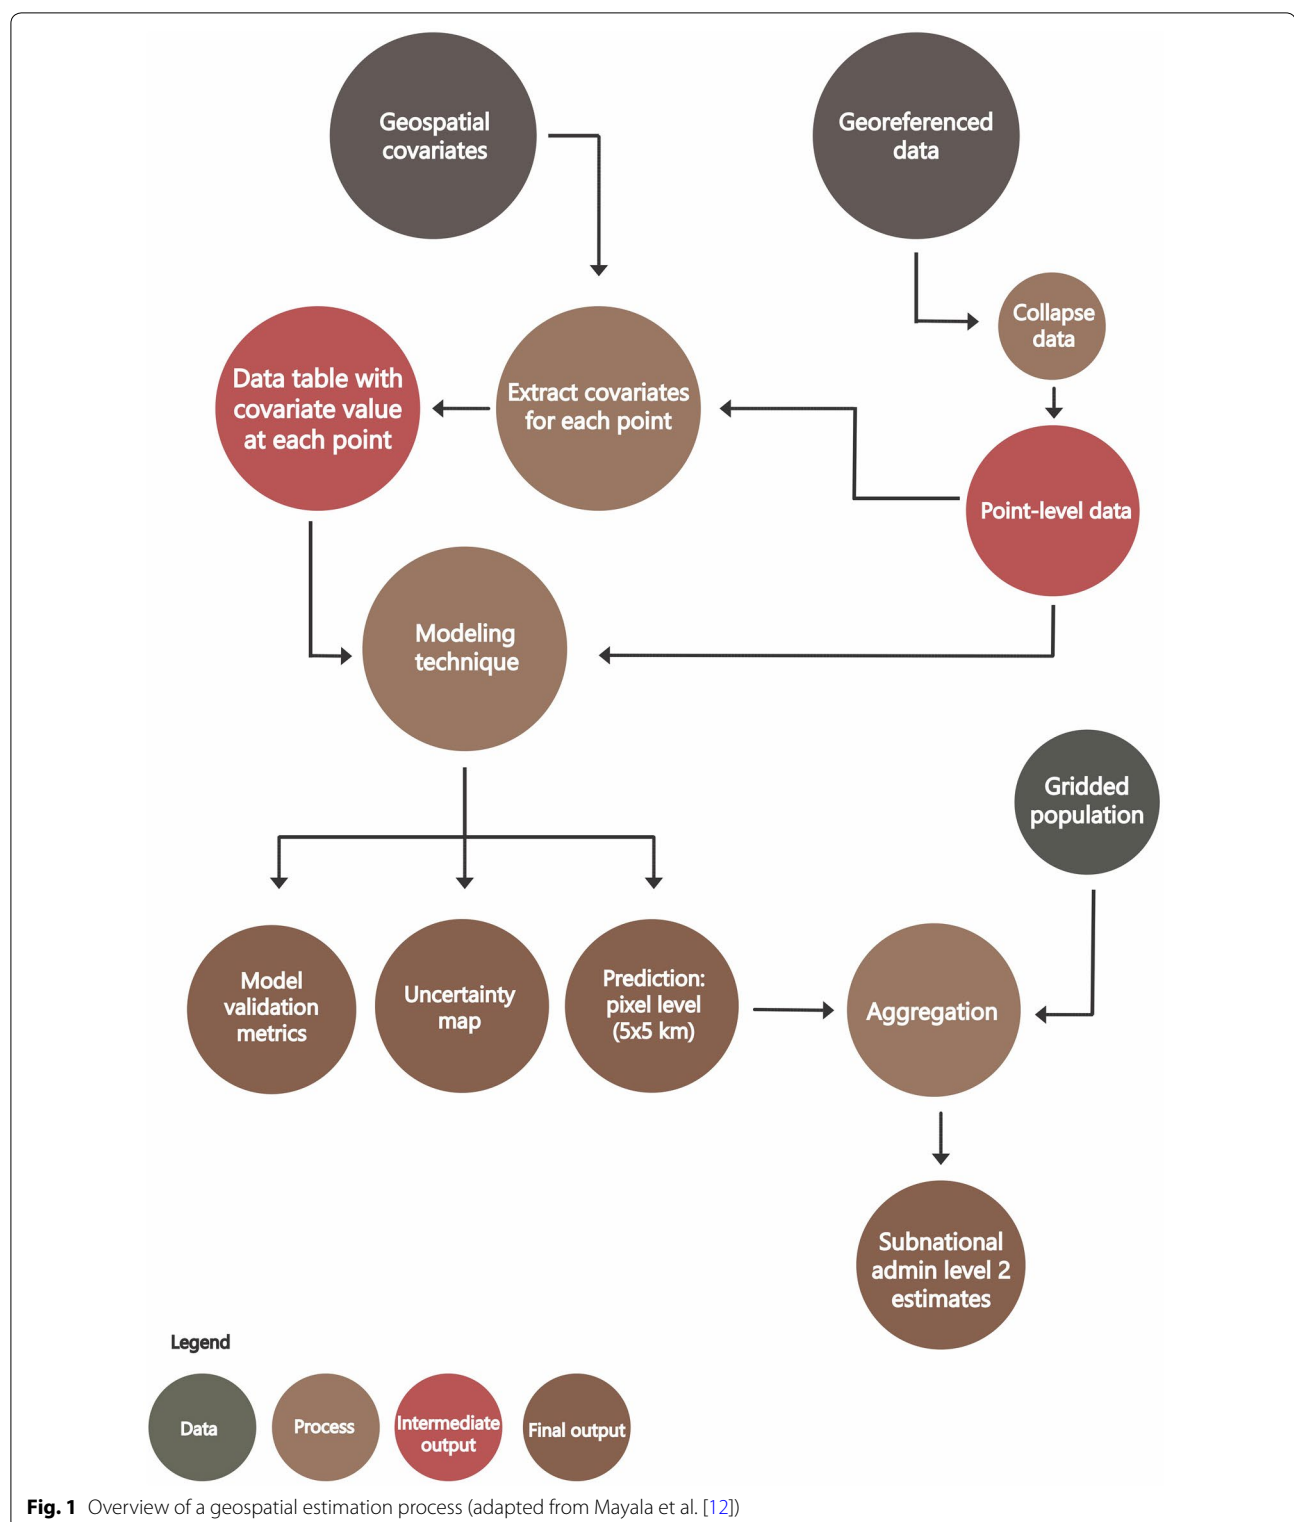 Geospatial
covariates
Georeferenced
data
Collapse
data
Data table with
covariate value
at each point
Extract covariates
for each point
Point-level data
Modeling
technique
Gridded
population
Model
validation
metrics
Uncertainty
map
Prediction:
pixel level
(5x5 km)
Aggregation
Subnational
admin level 2
estimates
Legend
Data
Process
Intermediate
output
Final output
Fig. 1 Overview of a geospatial estimation process (adapted from Mayala et al. [12])